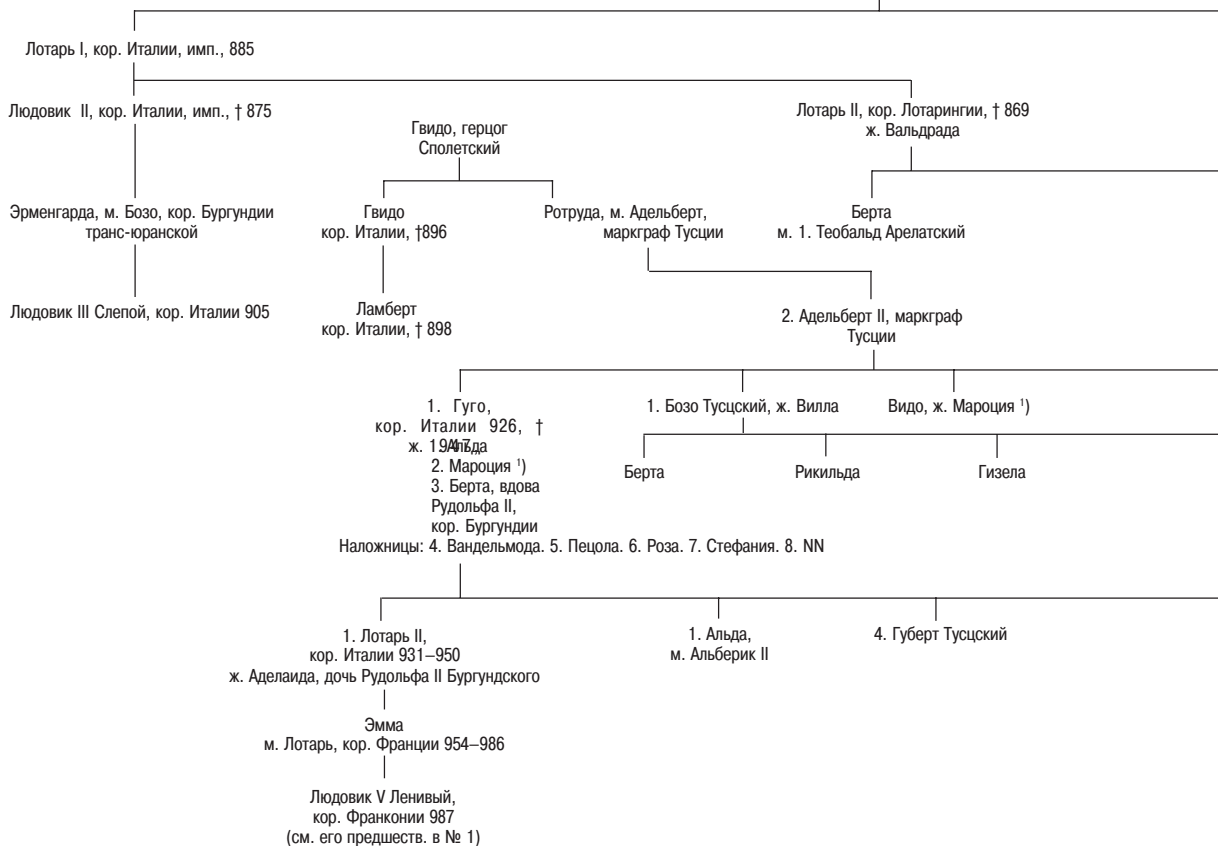 Лотарь I, кор. Италии, имп., 885
Людовик II, кор. Италии, имп., † 875
Лотарь II, кор. Лотарингии, † 869
ж. Вальдрада
Гвидо, герцог
Сполетский
Эрменгарда, м. Бозо, кор. Бургундии
транс-юранской
Гвидо
кор. Италии, †896
Ротруда, м. Адельберт,
маркграф Тусции
Берта
м. 1. Теобальд Арелатский
Людовик III Слепой, кор. Италии 905
Ламберт
кор. Италии, † 898
2. Адельберт II, маркграф
Тусции
1. Гуго,
кор. Италии 926, †
947
ж. 1. Альда
2. Мароция ¹)
3. Берта, вдова
Рудольфа II,
кор. Бургундии
1. Бозо Тусцский, ж. Вилла
Видо, ж. Мароция ¹)
Берта
Рикильда
Гизела
Наложницы: 4. Вандельмода. 5. Пецола. 6. Роза. 7. Стефания. 8. NN
1. Лотарь II,
кор. Италии 931–950
ж. Аделаида, дочь Рудольфа II Бургундского
1. Альда,
м. Альберик II
4. Губерт Тусцский
Эмма
м. Лотарь, кор. Франции 954–986
Людовик V Ленивый,
кор. Франконии 987
(см. его предшеств. в № 1)